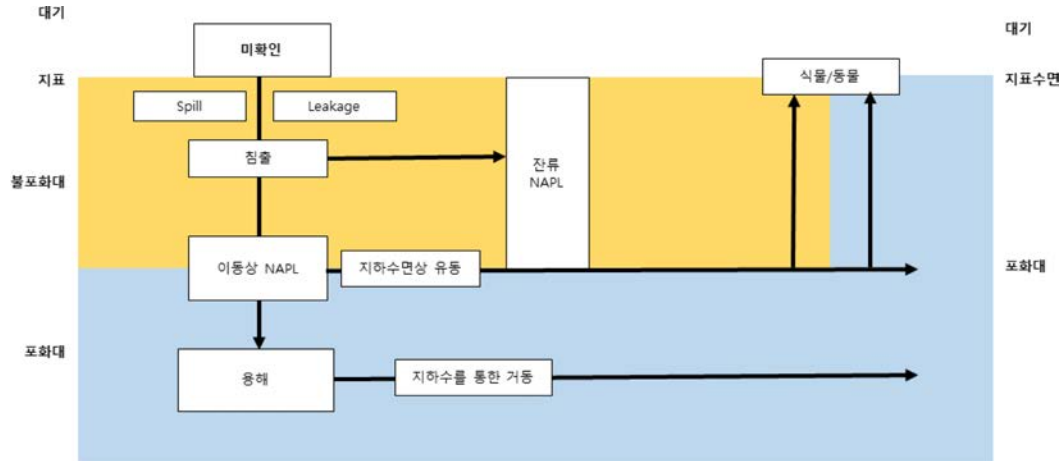 대기
대기
미확인
지표
식물/동물
지표수면
Spill
Leakage
침출
잔류
NAPL
불포화대
이동상 NAPL
지하수면상 유동
포화대
포화대
용해
지하수를 통한 거동